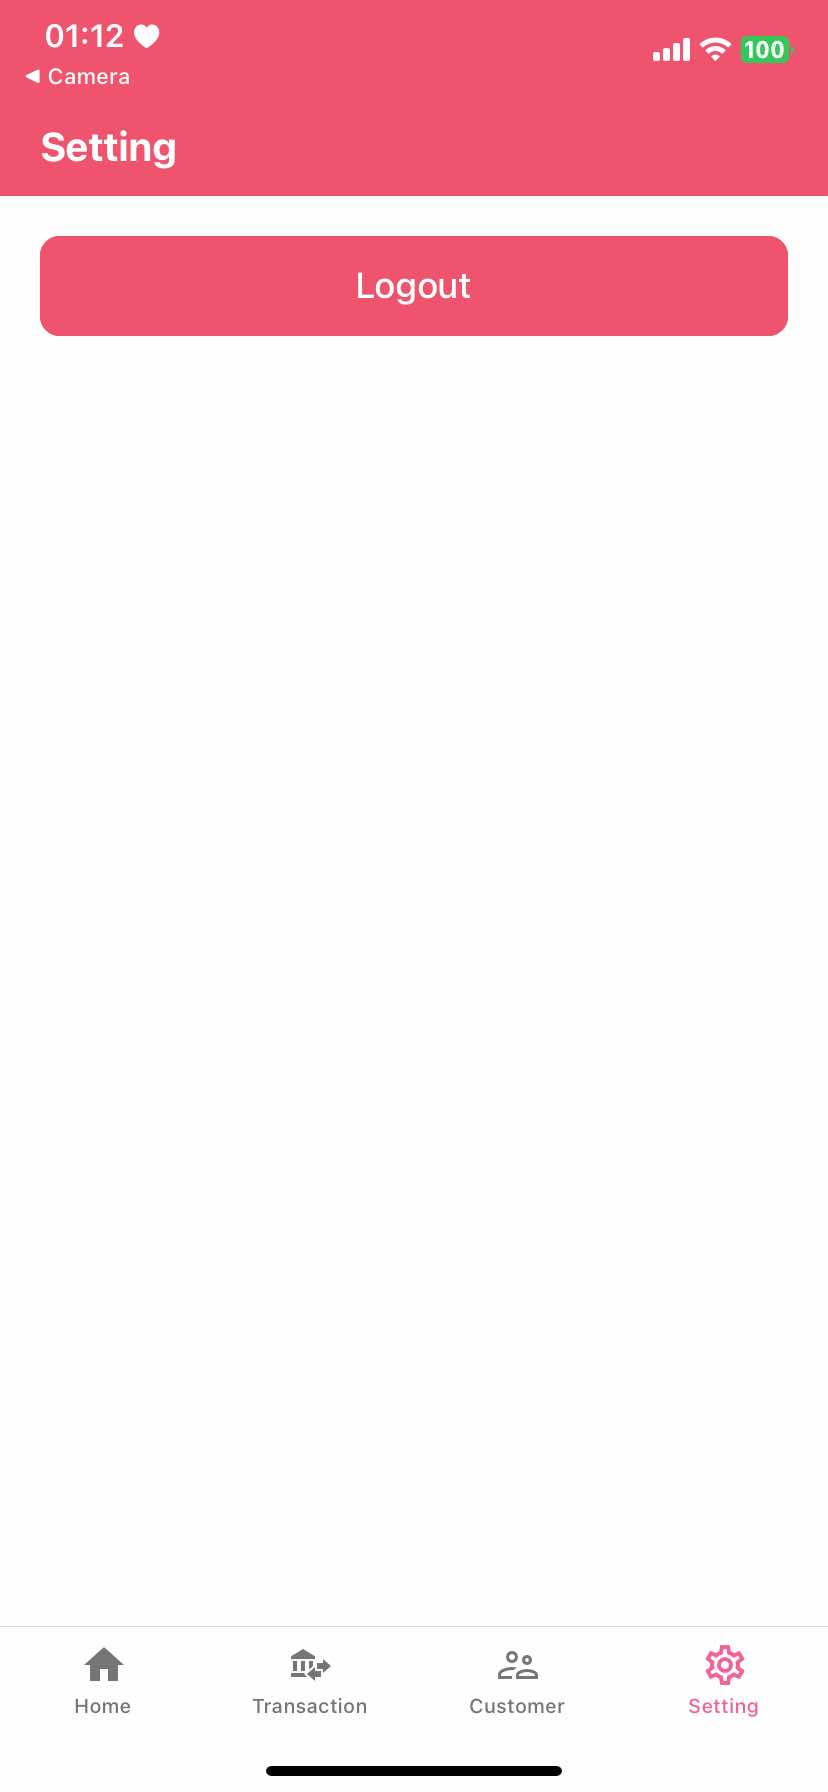 01:12
100
Camera
Setting
Logout
Home
Transaction
Customer
Setting